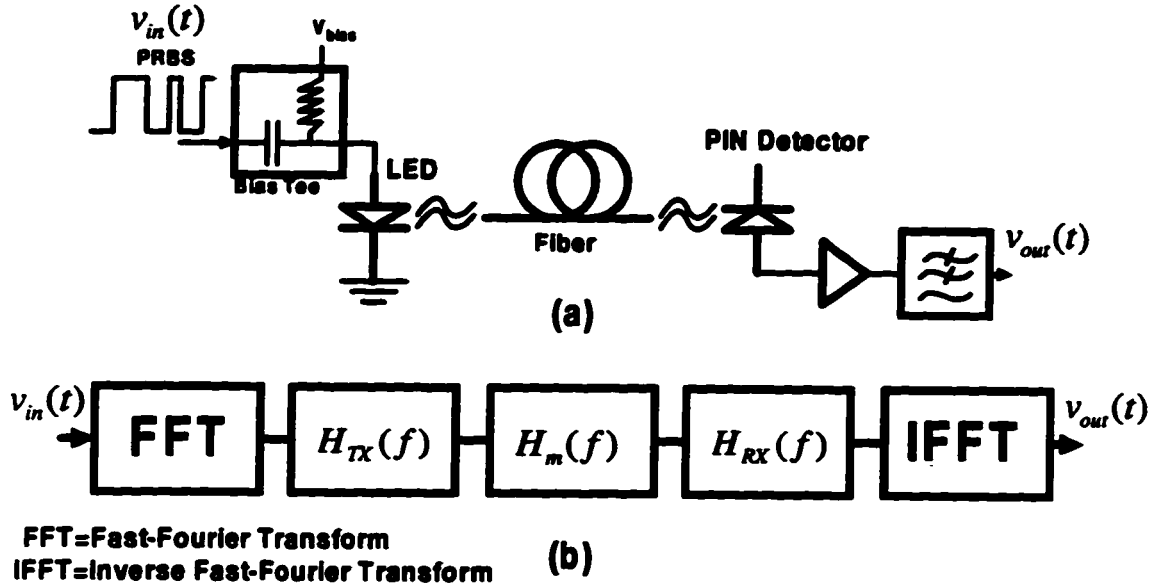 v_in(t)
PRBS
V_bias
Bias Tee
LED
Fiber
PIN Detector
v_out(t)
(a)
v_in(t)
FFT
H_TX(f)
H_m(f)
H_RX(f)
IFFT
v_out(t)
FFT=Fast-Fourier Transform
IFFT=Inverse Fast-Fourier Transform
(b)